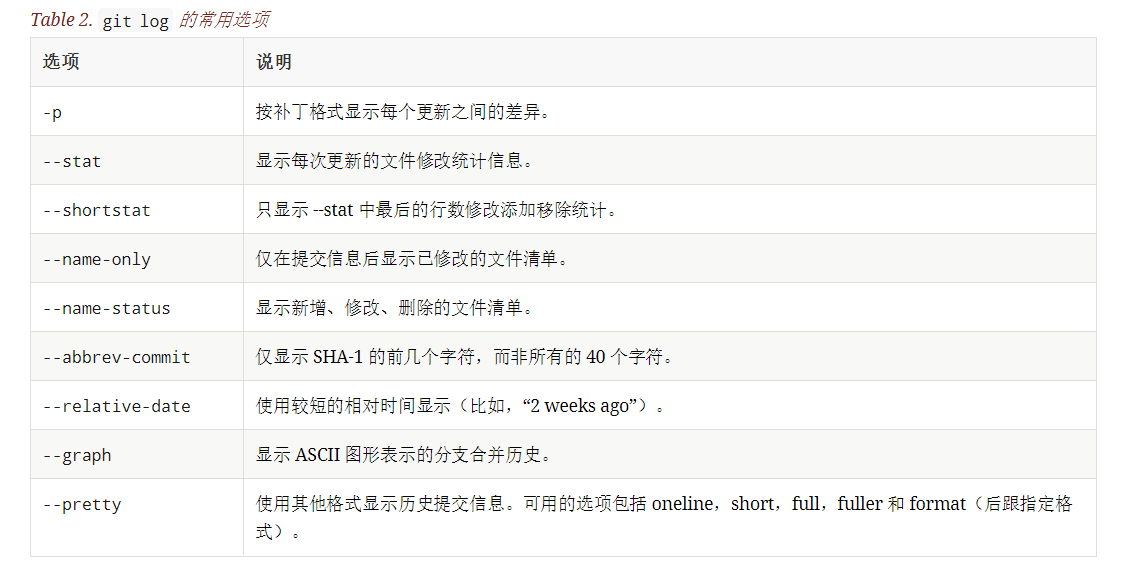 Table 2. git log 的常用选项
选项 说明
-p 按补丁格式显示每个更新之间的差异。
--stat 显示每次更新的文件修改统计信息。
--shortstat 只显示 --stat 中最后的行数修改添加移除统计。
--name-only 仅在提交信息后显示已修改的文件清单。
--name-status 显示新增、修改、删除的文件清单。
--abbrev-commit 仅显示 SHA-1 的前几个字符，而非所有的 40 个字符。
--relative-date 使用较短的相对时间显示（比如，“2 weeks ago”）。
--graph 显示 ASCII 图形表示的分支合并历史。
--pretty 使用其他格式显示历史提交信息。可用的选项包括 oneline，short，full，fuller 和 format（后跟指定格
式）。